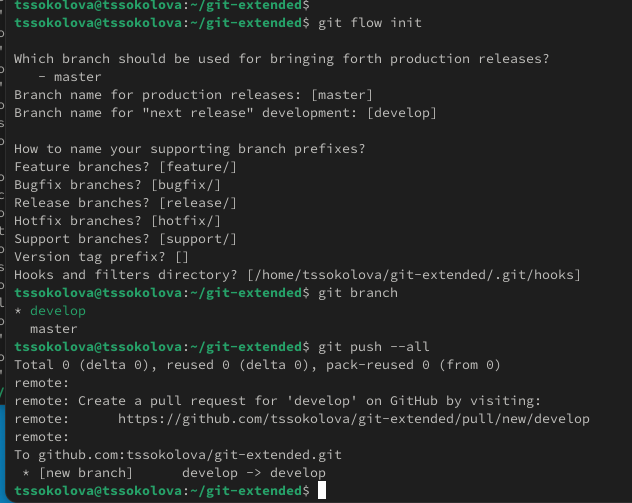 tssokolova@tssokolova:~/git-extended$
tssokolova@tssokolova:~/git-extended$ git flow init

Which branch should be used for bringing forth production releases?
   - master
Branch name for production releases: [master]
Branch name for "next release" development: [develop]

How to name your supporting branch prefixes?
Feature branches? [feature/]
Bugfix branches? [bugfix/]
Release branches? [release/]
Hotfix branches? [hotfix/]
Support branches? [support/]
Version tag prefix? []
Hooks and filters directory? [/home/tssokolova/git-extended/.git/hooks]
tssokolova@tssokolova:~/git-extended$ git branch
* develop
  master
tssokolova@tssokolova:~/git-extended$ git push --all
Total 0 (delta 0), reused 0 (delta 0), pack-reused 0 (from 0)
remote:
remote: Create a pull request for 'develop' on GitHub by visiting:
remote:      https://github.com/tssokolova/git-extended/pull/new/develop
remote:
To github.com:tssokolova/git-extended.git
 * [new branch]      develop -> develop
tssokolova@tssokolova:~/git-extended$